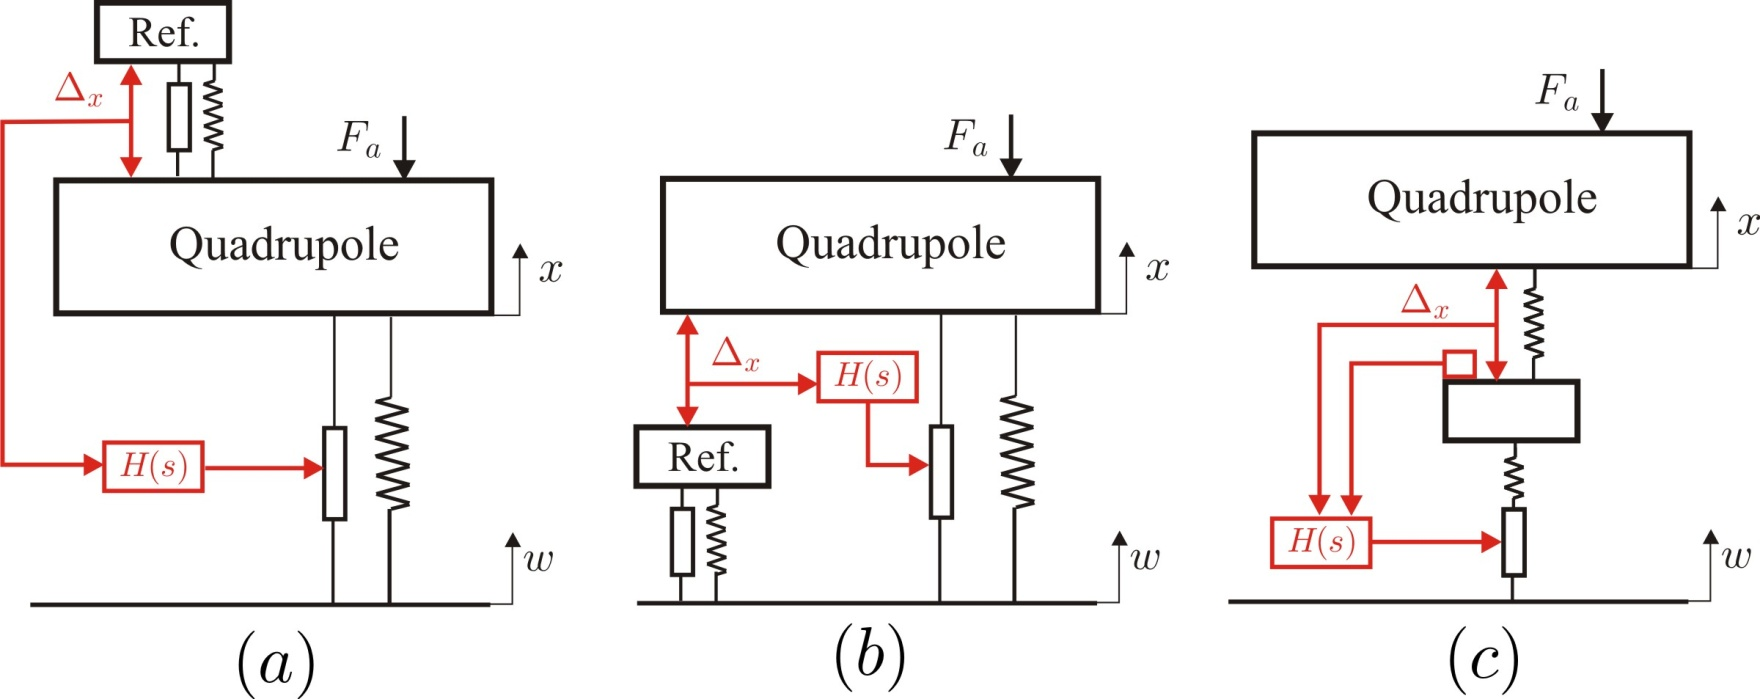 Ref.
Δx
Fa
Quadrupole
x
H(s)
w
(a)
Fa
Quadrupole
x
Δx
H(s)
Ref.
w
(b)
Fa
Quadrupole
x
Δx
H(s)
w
(c)